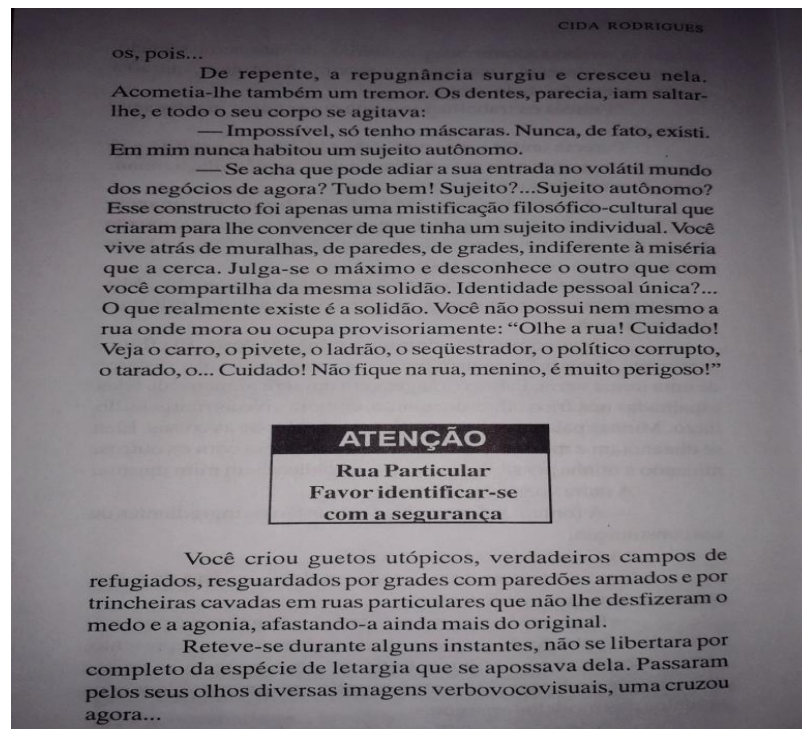 CIDA RODRIGUES
os, pois...
De repente, a repugnância surgiu e cresceu nela.
Acometia-lhe também um tremor. Os dentes, parecia, iam saltar-
lhe, e todo o seu corpo se agitava:
— Impossível, só tenho máscaras. Nunca, de fato, existi.
Em mim nunca habitou um sujeito autônomo.
— Se acha que pode adiar a sua entrada no volátil mundo
dos negócios de agora? Tudo bem! Sujeito?...Sujeito autônomo?
Esse constructo foi apenas uma mistificação filosófico-cultural que
criaram para lhe convencer de que tinha um sujeito individual. Você
vive atrás de muralhas, de paredes, de grades, indiferente à miséria
que a cerca. Julga-se o máximo e desconhece o outro que com
você compartilha da mesma solidão. Identidade pessoal única?...
O que realmente existe é a solidão. Você não possui nem mesmo a
rua onde mora ou ocupa provisoriamente: “Olhe a rua! Cuidado!
Veja o carro, o pivete, o ladrão, o seqüestrador, o político corrupto,
o tarado, o... Cuidado! Não fique na rua, menino, é muito perigoso!”
ATENÇÃO
Rua Particular
Favor identificar-se
com a segurança
Você criou guetos utópicos, verdadeiros campos de
refugiados, resguardados por grades com paredões armados e por
trincheiras cavadas em ruas particulares que não lhe desfizeram o
medo e a agonia, afastando-a ainda mais do original.
Reteve-se durante alguns instantes, não se libertara por
completo da espécie de letargia que se apossava dela. Passaram
pelos seus olhos diversas imagens verbovocovisuais, uma cruzou
agora...